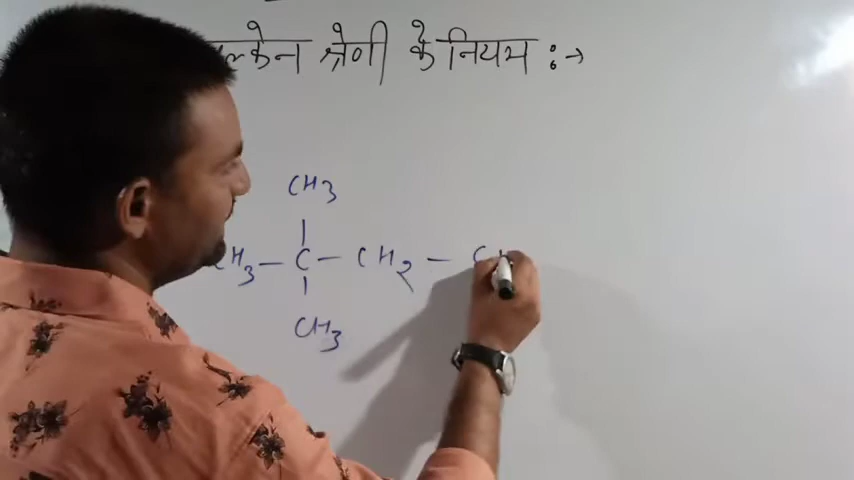 श्रेणी के नियम :→
CH3
CH3 — C — CH2 —
CH3